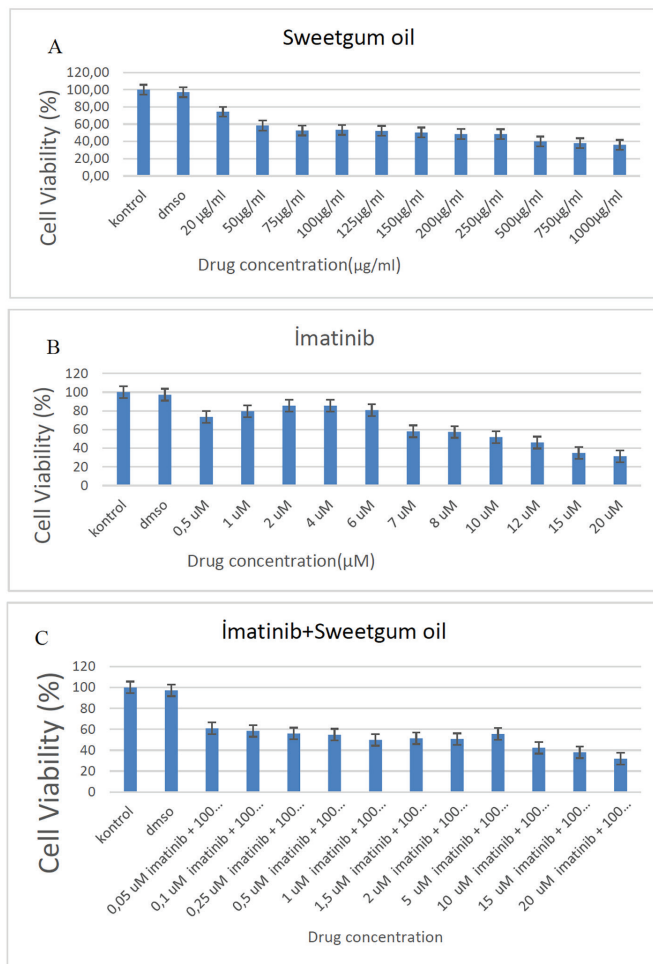 A
Sweetgum oil
Cell Viability (%)
120,00
100,00
80,00
60,00
40,00
20,00
0,00
kontrol
dmso
20 µg/ml
50µg/ml
75µg/ml
100µg/ml
125µg/ml
150µg/ml
200µg/ml
250µg/ml
500µg/ml
750µg/ml
1000µg/ml
Drug concentration(µg/ml)
B
İmatinib
Cell Viability (%)
120
100
80
60
40
20
0
kontrol
dmso
0,5 uM
1 uM
2 uM
4 uM
6 uM
7 uM
8 uM
10 uM
12 uM
15 uM
20 uM
Drug concentration(µM)
C
İmatinib+Sweetgum oil
Cell Viability (%)
120
100
80
60
40
20
0
kontrol
dmso
0,05 uM imatinib + 100...
0,1 uM imatinib + 100...
0,25 uM imatinib + 100...
0,5 uM imatinib + 100...
1 uM imatinib + 100...
1,5 uM imatinib + 100...
2 uM imatinib + 100...
5 uM imatinib + 100...
10 uM imatinib + 100...
15 uM imatinib + 100...
20 uM imatinib + 100...
Drug concentration